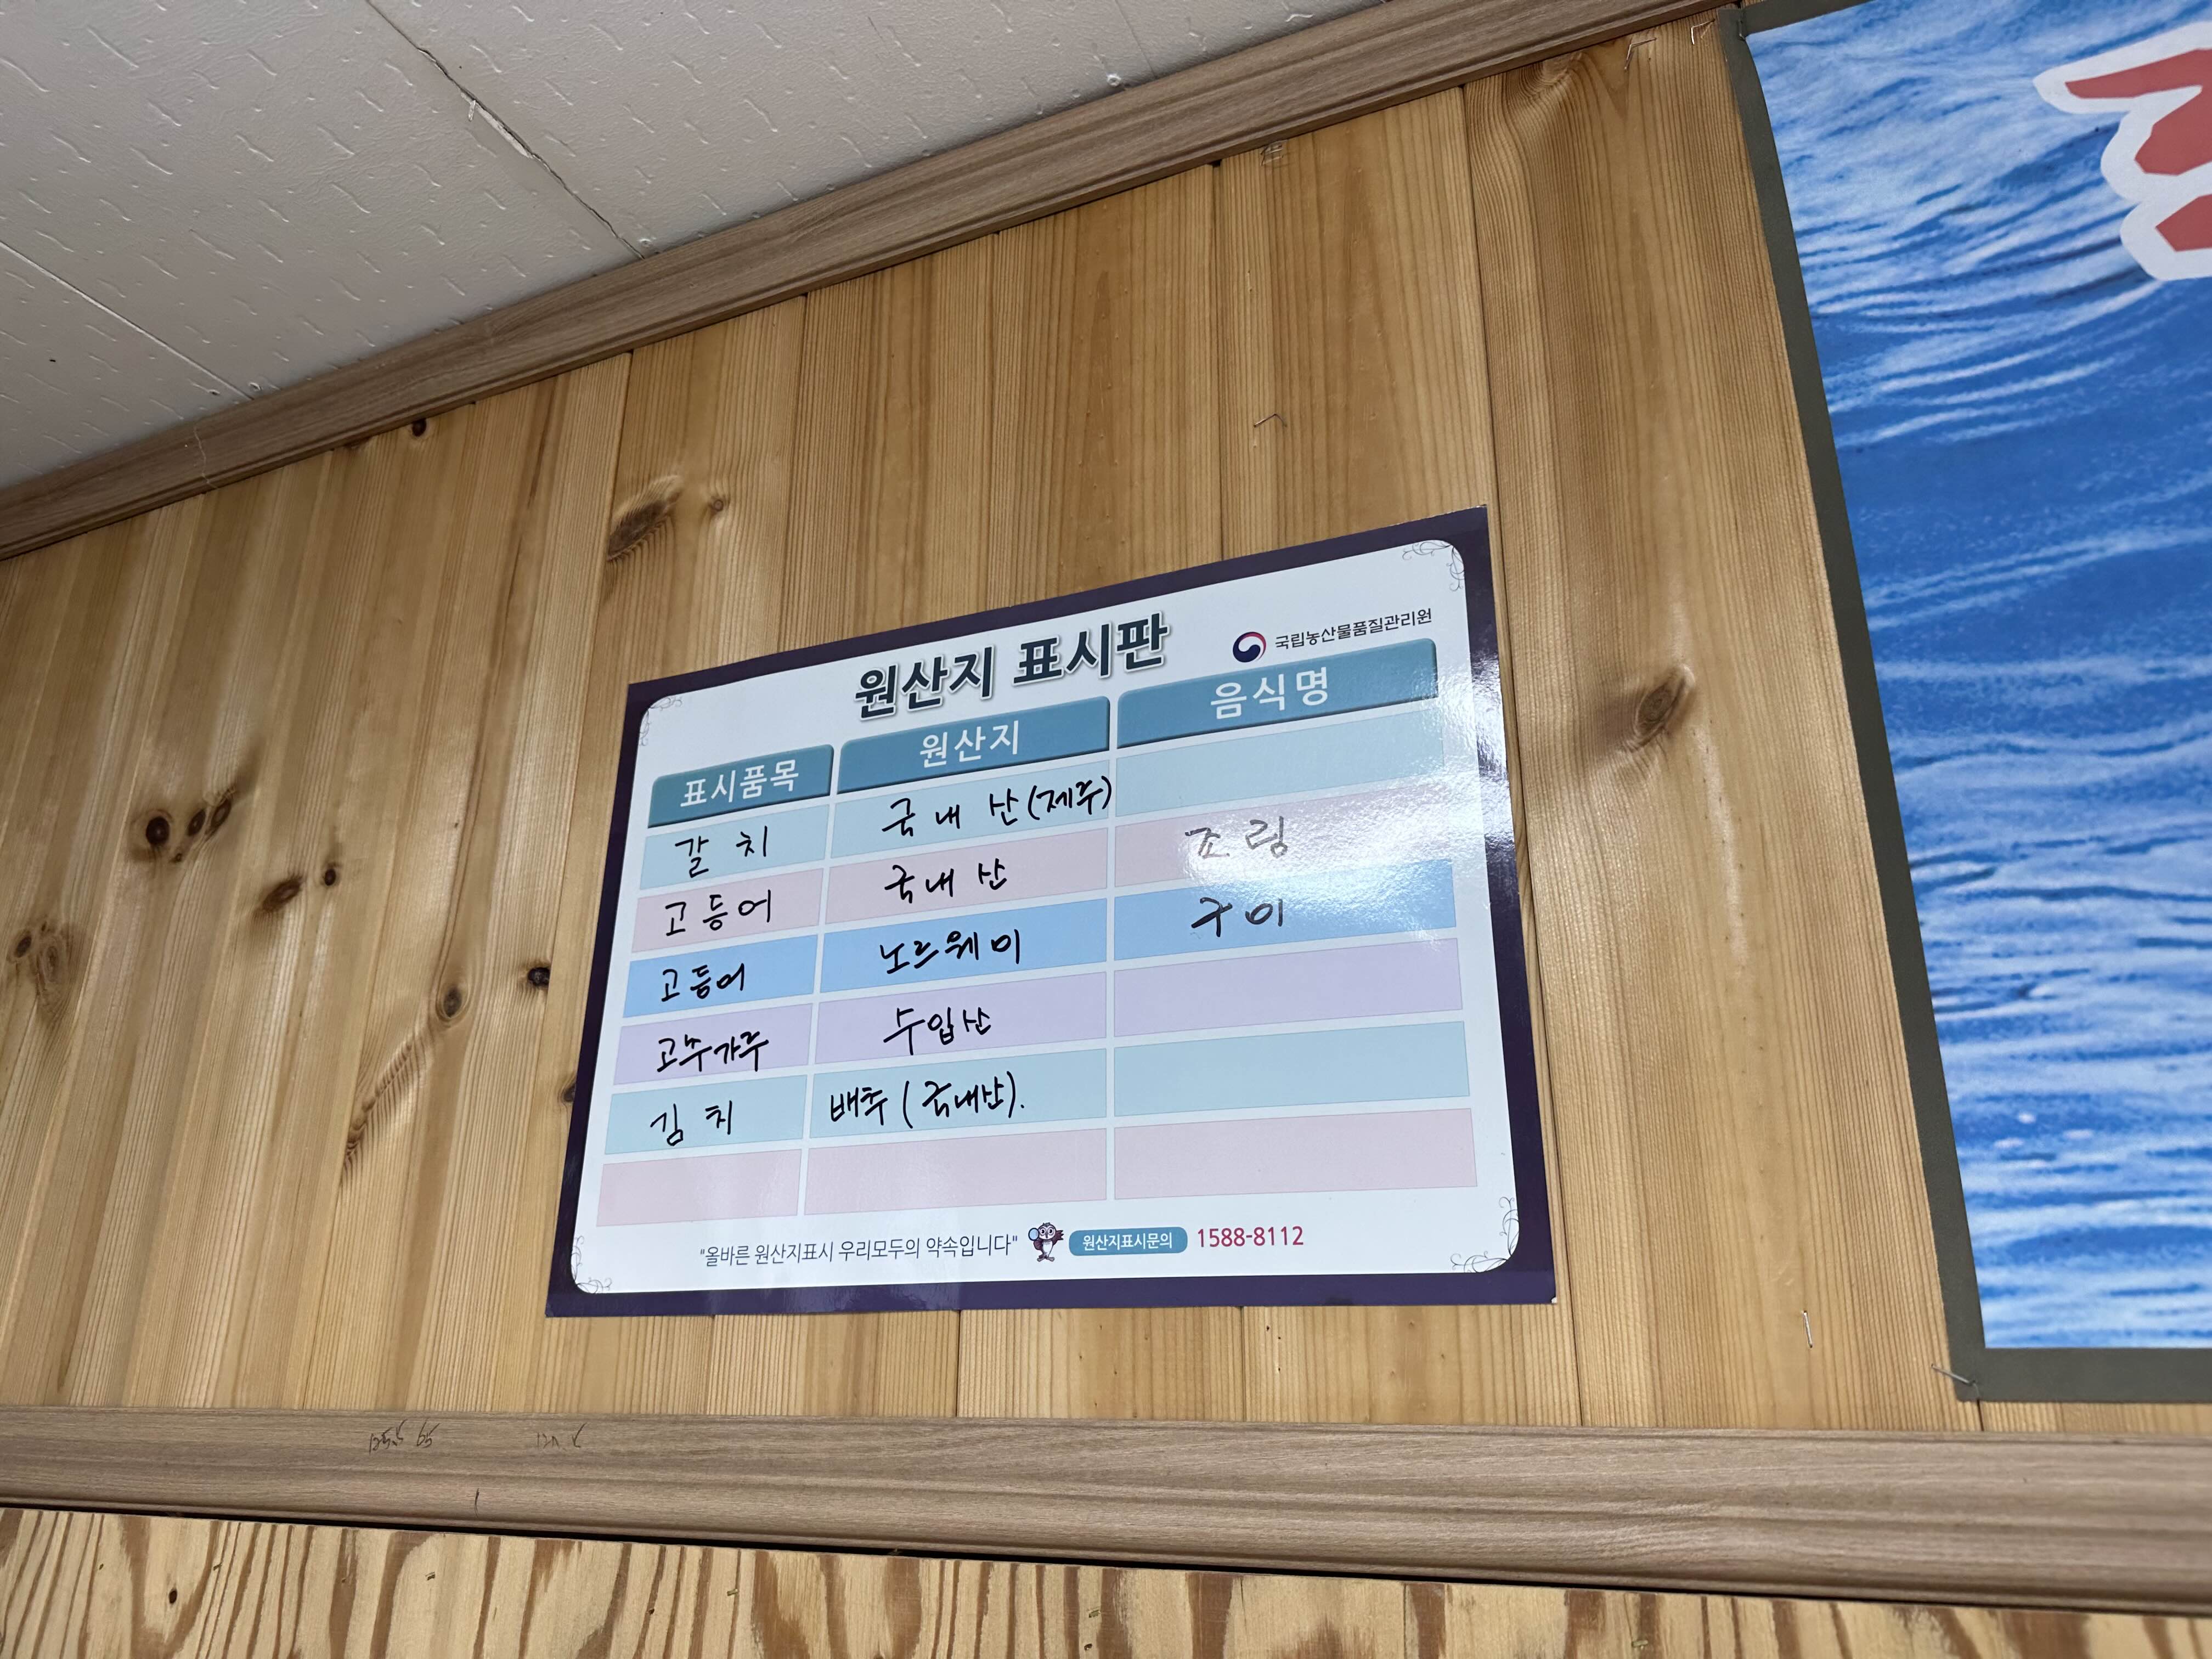 원산지 표시판
국립농산물품질관리원
표시품목 원산지 음식명
갈치 국내산(제주)
고등어 국내산 조림
고등어 노르웨이 구이
고추가루 수입산
김치 배추(국내산).
"올바른 원산지표시 우리모두의 약속입니다" 원산지표시문의 1588-8112